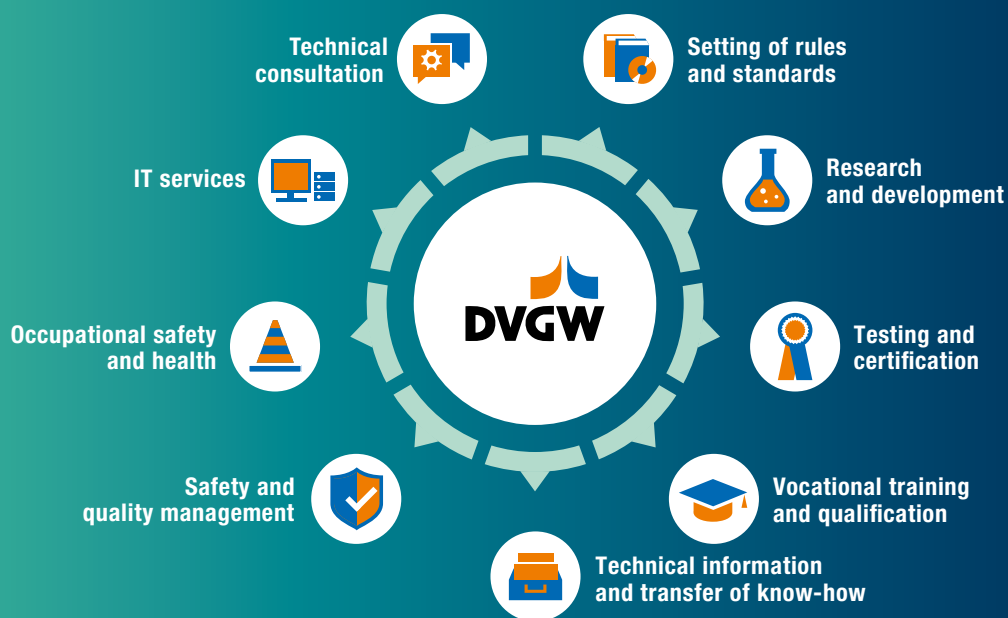 Technical
consultation
Setting of rules
and standards
IT services
Research
and development
DVGW
Occupational safety
and health
Testing and
certification
Safety and
quality management
Vocational training
and qualification
Technical information
and transfer of know-how